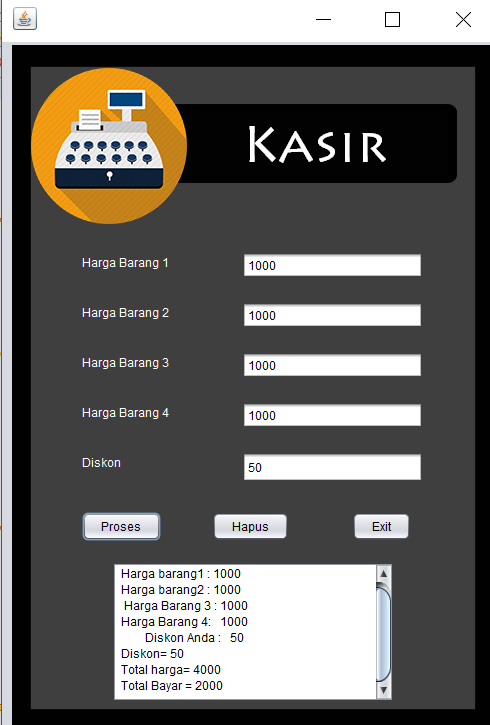 Kasir
Harga Barang 1
1000
Harga Barang 2
1000
Harga Barang 3
1000
Harga Barang 4
1000
Diskon
50
Proses Hapus Exit
Harga barang1 : 1000
Harga barang2 : 1000
Harga Barang 3 : 1000
Harga Barang 4: 1000
Diskon Anda : 50
Diskon= 50
Total harga= 4000
Total Bayar = 2000